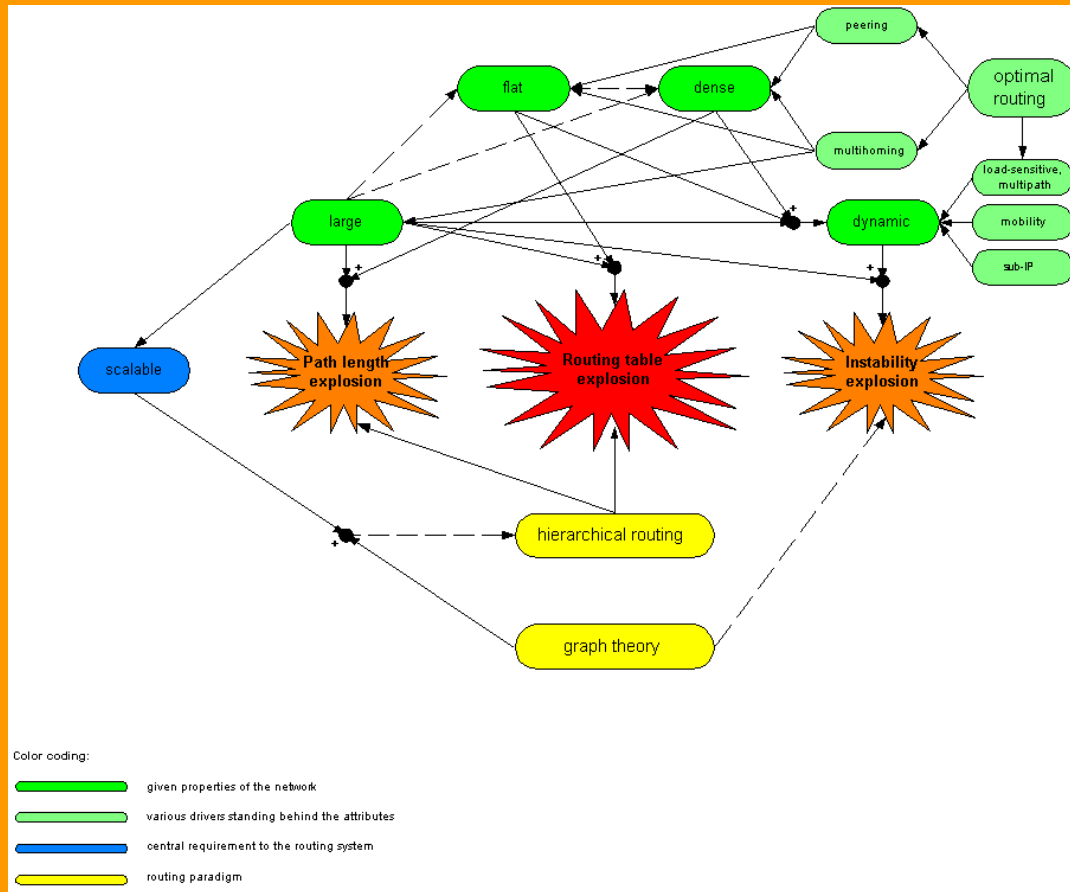 peering
flat
dense
optimal
routing
multihoming
load-sensitive,
multipath
large
+
dynamic
mobility
+
+
+
sub-IP
scalable
Path length
explosion
Routing table
explosion
Instability
explosion
+
hierarchical routing
graph theory
Color coding:
given properties of the network
various drivers standing behind the attributes
central requirement to the routing system
routing paradigm